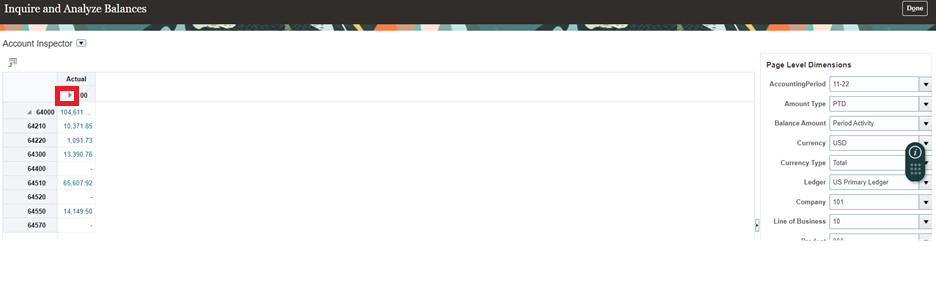 Inquire and Analyze Balances
Done
Account Inspector
Actual
00
64000 104,611...
64210 10,371.85
64220 1,091.73
64300 13,390.76
64400 -
64510 65,607.92
64520 -
64550 14,149.50
64570 -
Page Level Dimensions
AccountingPeriod 11-22
Amount Type PTD
Balance Amount Period Activity
Currency USD
Currency Type Total
Ledger US Primary Ledger
Company 101
Line of Business 10